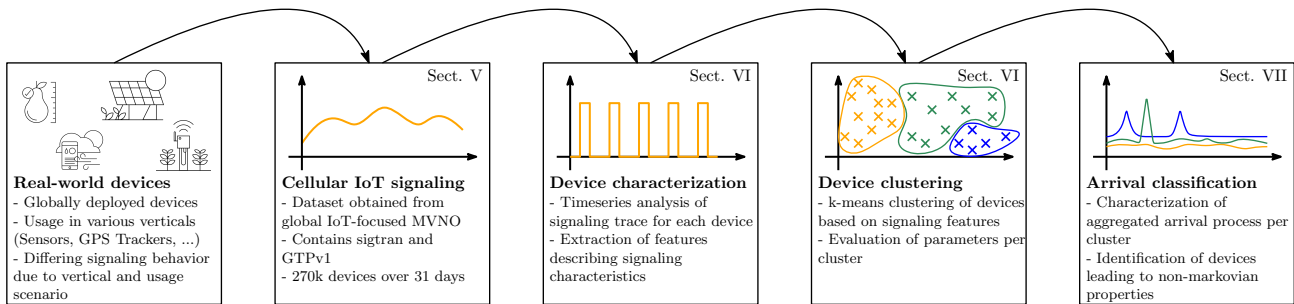 Real-world devices
- Globally deployed devices
- Usage in various verticals
(Sensors, GPS Trackers, ...)
- Differing signaling behavior
due to vertical and usage
scenario
Sect. V
Cellular IoT signaling
- Dataset obtained from
global IoT-focused MVNO
- Contains sigtran and
GTPv1
- 270k devices over 31 days
Sect. VI
Device characterization
- Timeseries analysis of
signaling trace for each device
- Extraction of features
describing signaling
characteristics
Sect. VI
Device clustering
- k-means clustering of devices
based on signaling features
- Evaluation of parameters per
cluster
Sect. VII
Arrival classification
- Characterization of
aggregated arrival process per
cluster
- Identification of devices
leading to non-markovian
properties